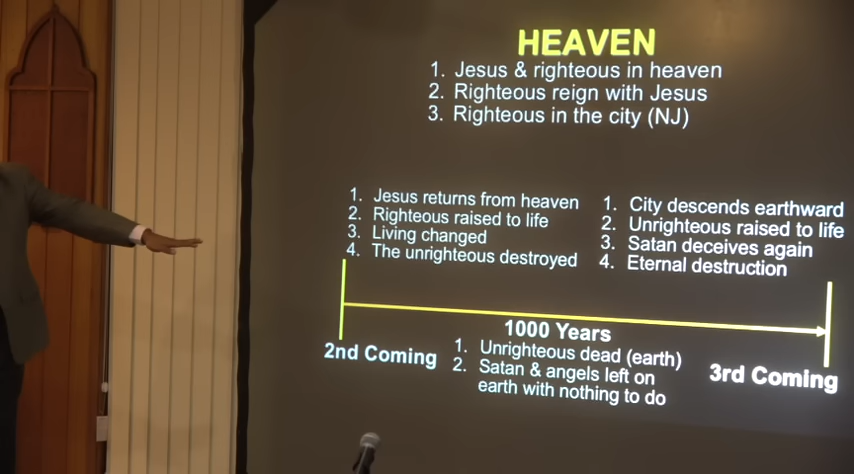 HEAVEN
1. Jesus & righteous in heaven
2. Righteous reign with Jesus
3. Righteous in the city (NJ)
1. Jesus returns from heaven
2. Righteous raised to life
3. Living changed
4. The unrighteous destroyed
1. City descends earthward
2. Unrighteous raised to life
3. Satan deceives again
4. Eternal destruction
1000 Years
2nd Coming
1. Unrighteous dead (earth)
2. Satan & angels left on
earth with nothing to do
3rd Coming